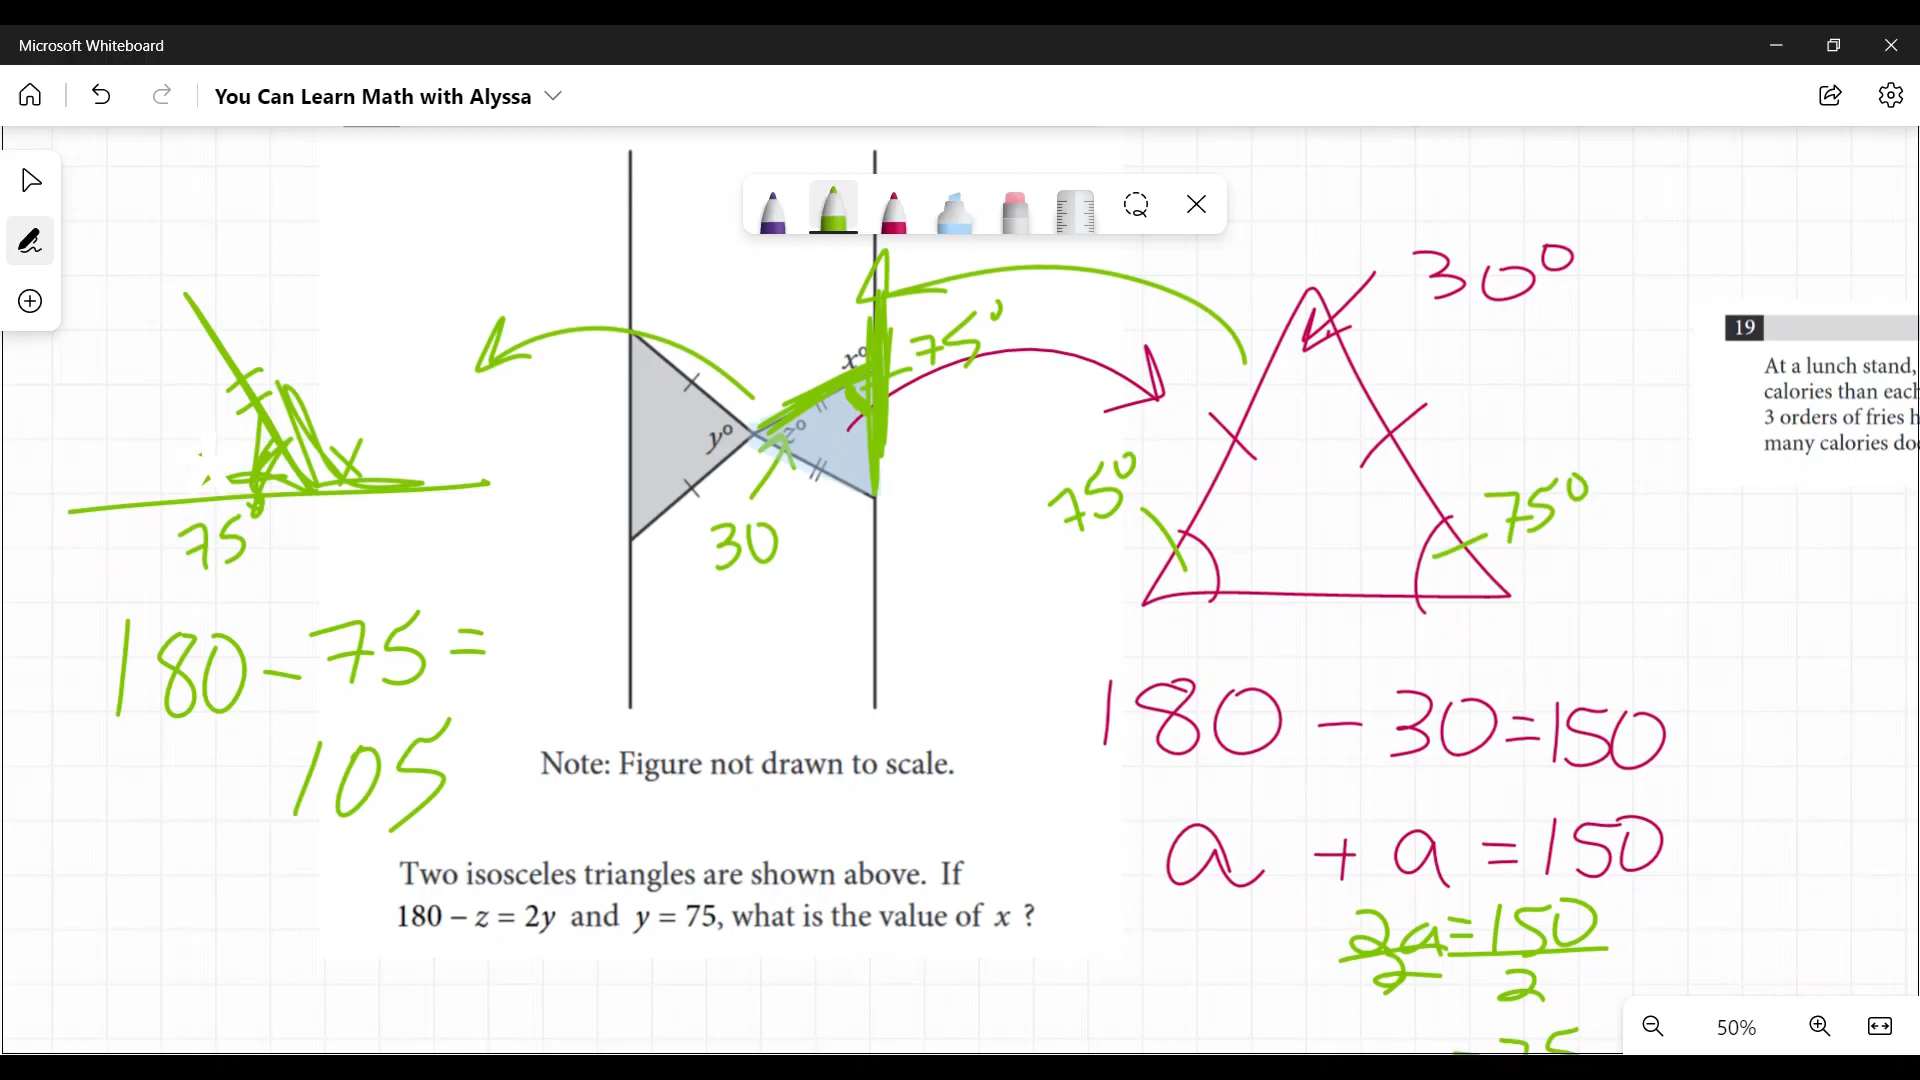 Microsoft Whiteboard
You Can Learn Math with Alyssa
30°
75°
x°
y°
z°
30
75°
75°
75
19
At a lunch stand,
calories than each
3 orders of fries h
many calories do
180 - 75 =
105
180 - 30 = 150
a + a = 150
2a = 150
2 2
Note: Figure not drawn to scale.
Two isosceles triangles are shown above. If
180 – z = 2y and y = 75, what is the value of x ?
50%